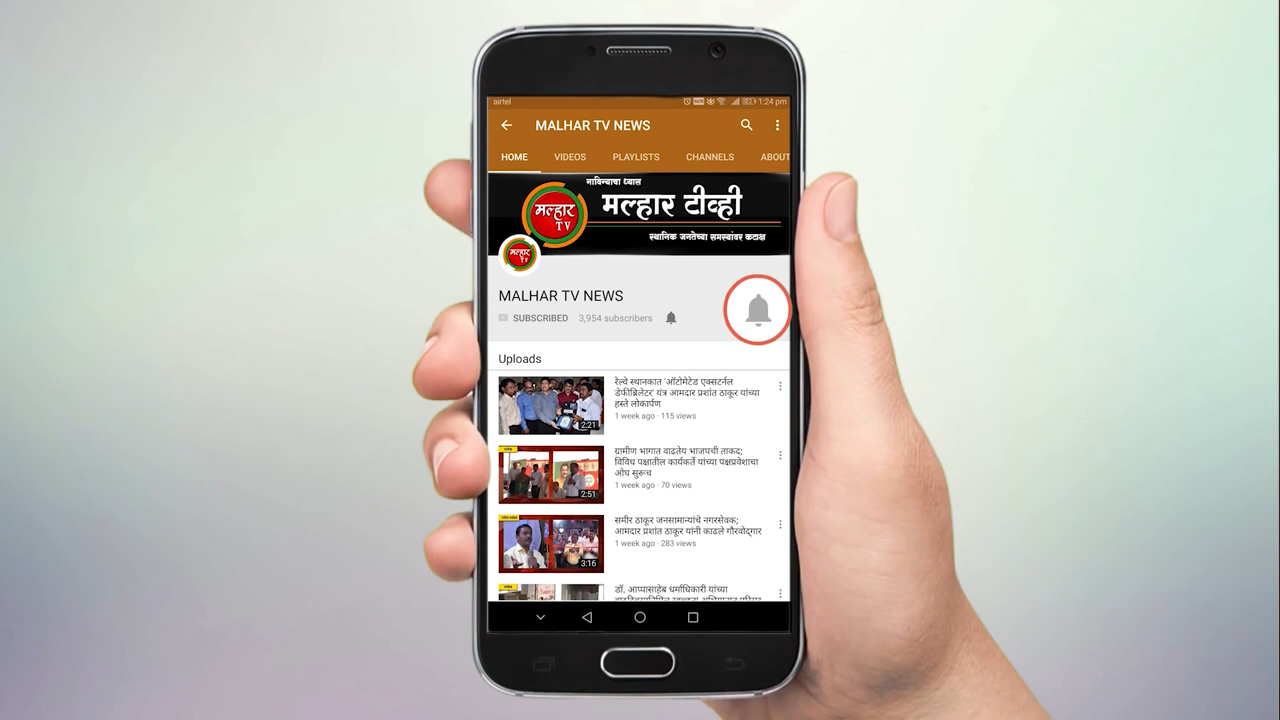 airtel
1:24 pm
MALHAR TV NEWS
HOME VIDEOS PLAYLISTS CHANNELS ABOUT
नाविन्याचा ध्यास
मल्हार टीव्ही
स्थानिक जनतेच्या समस्यांवर कटाक्ष
मल्हार
TV
मल्हार
TV
MALHAR TV NEWS
SUBSCRIBED 3,954 subscribers
Uploads
रेल्वे स्थानकात 'ऑटोमेटेड एक्सटर्नल
डेफीब्रिलेटर' यंत्र आमदार प्रशांत ठाकूर यांच्या
हस्ते लोकार्पण
1 week ago · 115 views
2:21
ग्रामीण भागात वाढतेय भाजपची ताकद;
विविध पक्षातील कार्यकर्ते यांच्या पक्षप्रवेशाचा
ओघ सुरूच
1 week ago · 70 views
2:51
समीर ठाकूर जनसामान्यांचे नगरसेवक;
आमदार प्रशांत ठाकूर यांनी काढले गौरवोद्गार
1 week ago · 283 views
3:16
डॉ. आप्पासाहेब धर्माधिकारी यांच्या